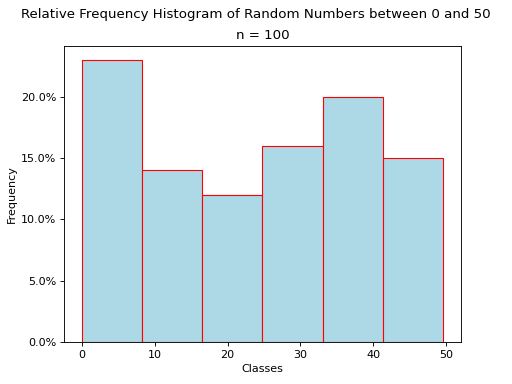 Relative Frequency Histogram of Random Numbers between 0 and 50
n = 100
20.0%
15.0%
10.0%
5.0%
0.0%
Frequency
0 10 20 30 40 50
Classes